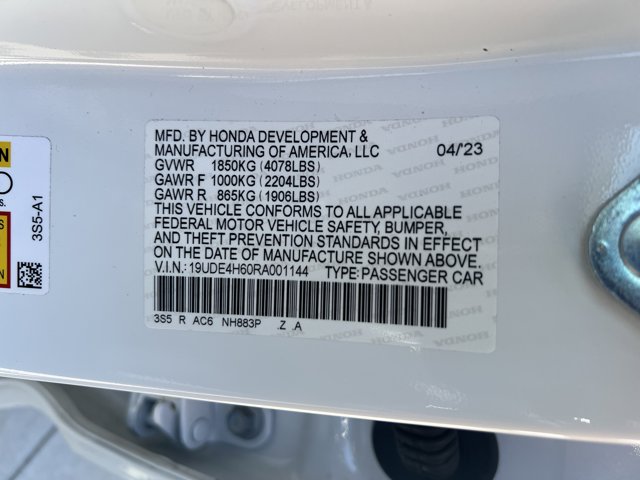 MFD. BY HONDA DEVELOPMENT &
MANUFACTURING OF AMERICA, LLC 04/23
GVWR 1850KG (4078LBS)
GAWR F 1000KG (2204LBS)
GAWR R 865KG (1906LBS)
THIS VEHICLE CONFORMS TO ALL APPLICABLE
FEDERAL MOTOR VEHICLE SAFETY, BUMPER,
AND THEFT PREVENTION STANDARDS IN EFFECT
ON THE DATE OF MANUFACTURE SHOWN ABOVE.
V.I.N.: 19UDE4H60RA001144 TYPE: PASSENGER CAR
3S5 R AC6 NH883P .Z .A
3S5-A1